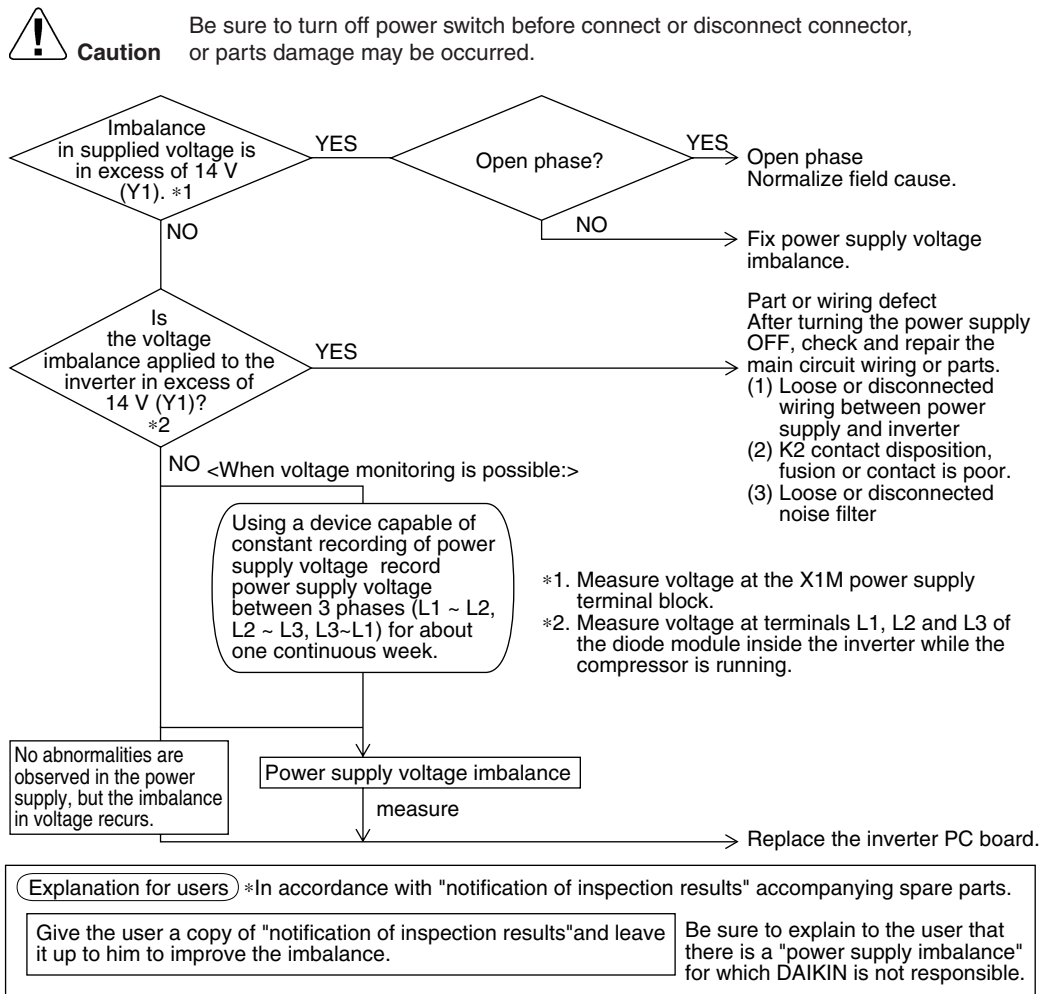 Be sure to turn off power switch before connect or disconnect connector,
Caution or parts damage may be occurred.
Imbalance
in supplied voltage is
in excess of 14 V
(Y1). *1
YES
Open phase?
YES
Open phase
Normalize field cause.
NO
NO
Fix power supply voltage
imbalance.
Is
the voltage
imbalance applied to the
inverter in excess of
14 V (Y1)?
*2
YES
Part or wiring defect
After turning the power supply
OFF, check and repair the
main circuit wiring or parts.
(1) Loose or disconnected
wiring between power
supply and inverter
(2) K2 contact disposition,
fusion or contact is poor.
(3) Loose or disconnected
noise filter
NO <When voltage monitoring is possible:>
Using a device capable of
constant recording of power
supply voltage record
power supply voltage
between 3 phases (L1 ~ L2,
L2 ~ L3, L3~L1) for about
one continuous week.
*1. Measure voltage at the X1M power supply
terminal block.
*2. Measure voltage at terminals L1, L2 and L3 of
the diode module inside the inverter while the
compressor is running.
No abnormalities are
observed in the power
supply, but the imbalance
in voltage recurs.
Power supply voltage imbalance
measure
Replace the inverter PC board.
Explanation for users *In accordance with "notification of inspection results" accompanying spare parts.
Give the user a copy of "notification of inspection results"and leave
it up to him to improve the imbalance.
Be sure to explain to the user that
there is a "power supply imbalance"
for which DAIKIN is not responsible.